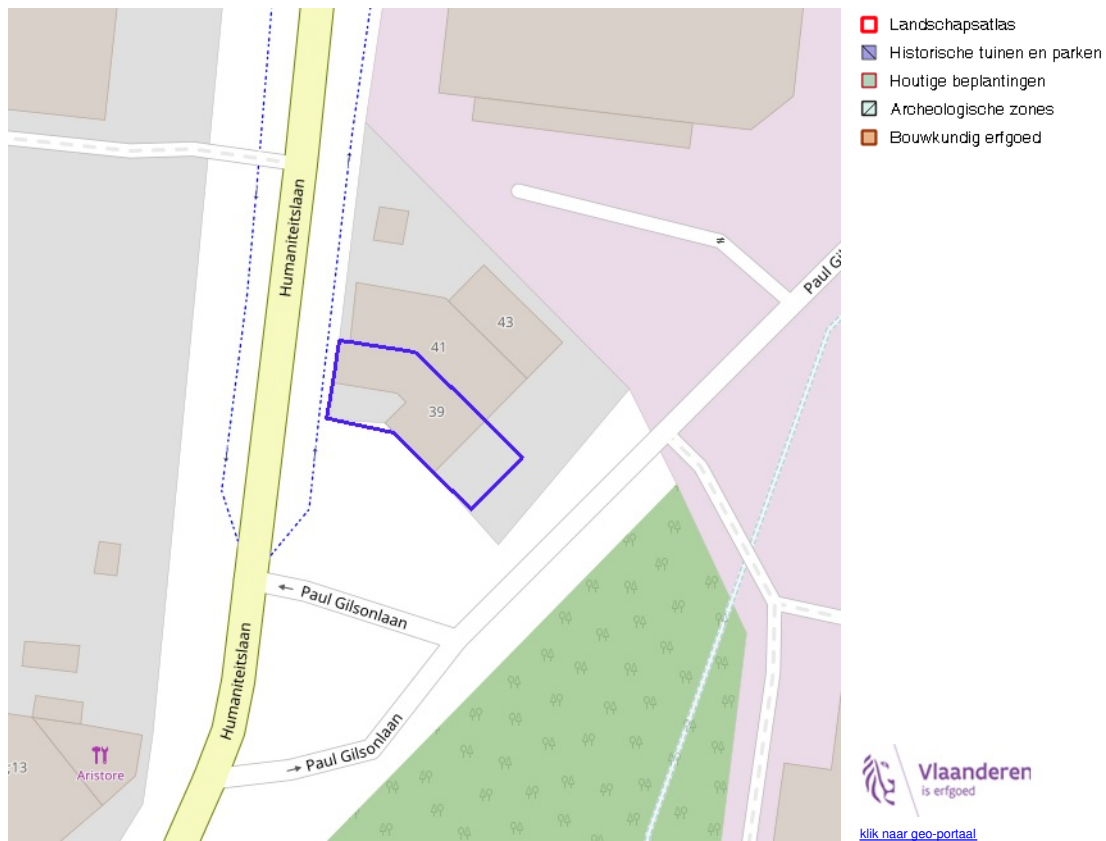 Humaniteitslaan
Paul Gi
43
41
39
Paul Gilsonlaan
Humaniteitslaan
Paul Gilsonlaan
;13
Aristore
Landschapsatlas
Historische tuinen en parken
Houtige beplantingen
Archeologische zones
Bouwkundig erfgoed
Vlaanderen
is erfgoed
klik naar geo-portaal